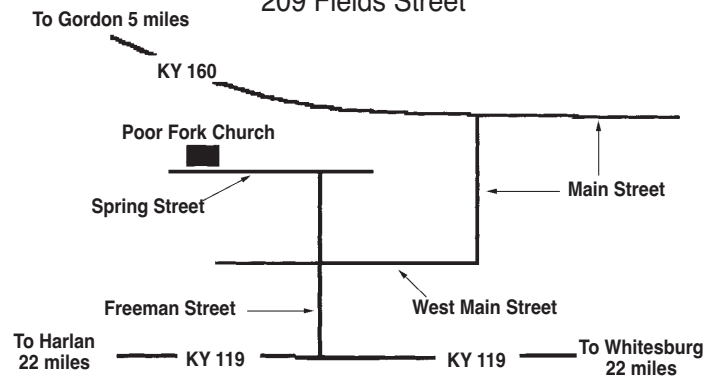 209 Fields Street
To Gordon 5 miles
KY 160
Poor Fork Church
Main Street
Spring Street
Freeman Street
West Main Street
To Harlan
22 miles
KY 119
KY 119
To Whitesburg
22 miles